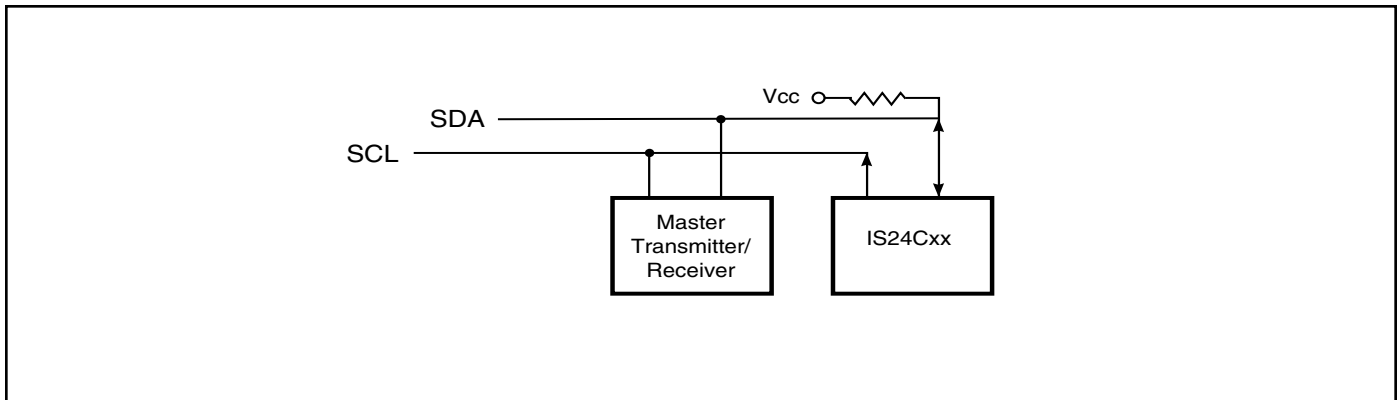 Vcc
SDA
SCL
Master
Transmitter/
Receiver
IS24Cxx